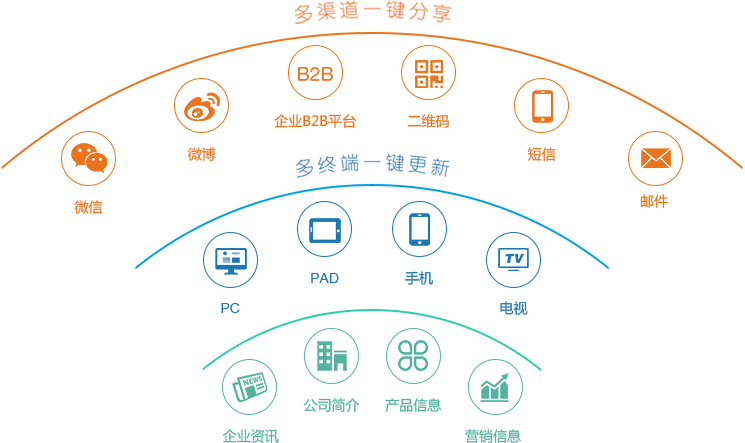 多渠道一键分享
B2B
企业B2B平台
二维码
微博
短信
微信
邮件
多终端一键更新
TV
PC
PAD
手机
电视
NEWS
企业资讯
公司简介
产品信息
营销信息